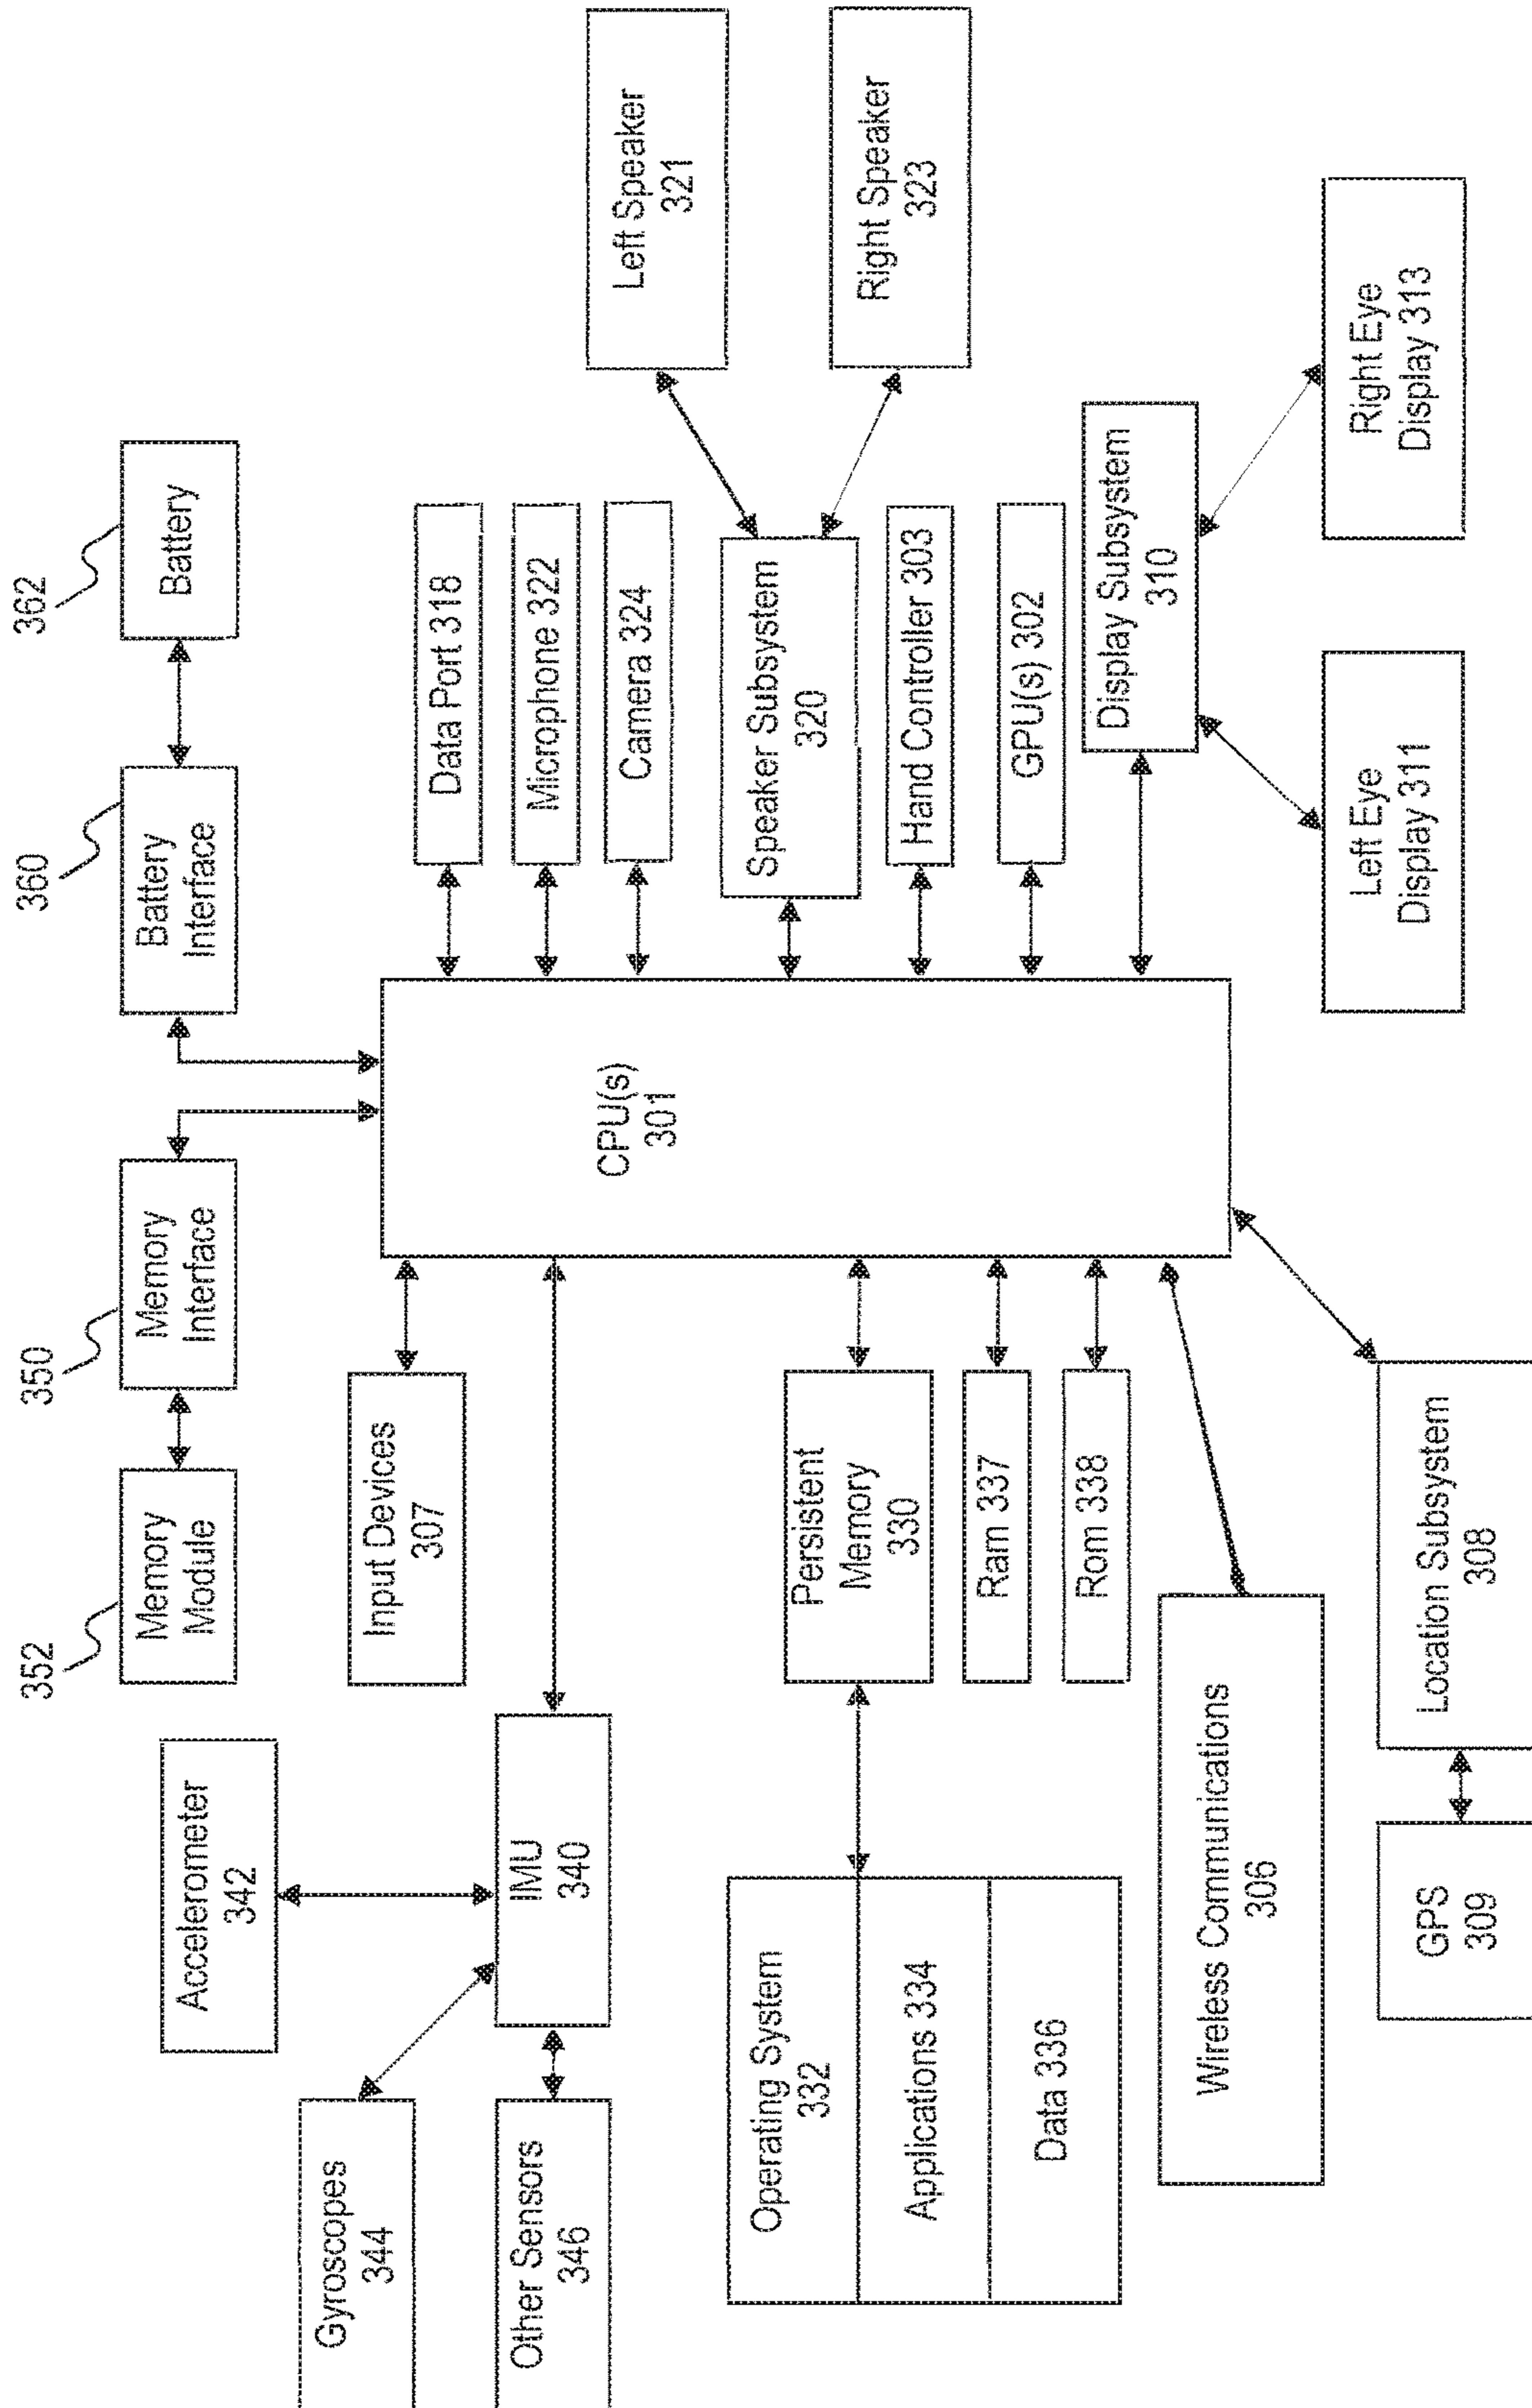 352
350
360
362
Memory
Module
Memory
Interface
Battery
Interface
Battery
Accelerometer
342
Gyroscopes
344
Other Sensors
346
IMU
340
Input Devices
307
CPU(s)
301
Data Port 318
Microphone 322
Camera 324
Speaker Subsystem
320
Left Speaker
321
Right Speaker
323
Hand Controller 303
GPU(s) 302
Display Subsystem
310
Left Eye
Display 311
Right Eye
Display 313
Operating System
332
Applications 334
Data 336
Persistent
Memory
330
Ram 337
Rom 338
Wireless Communications
306
GPS
309
Location Subsystem
308